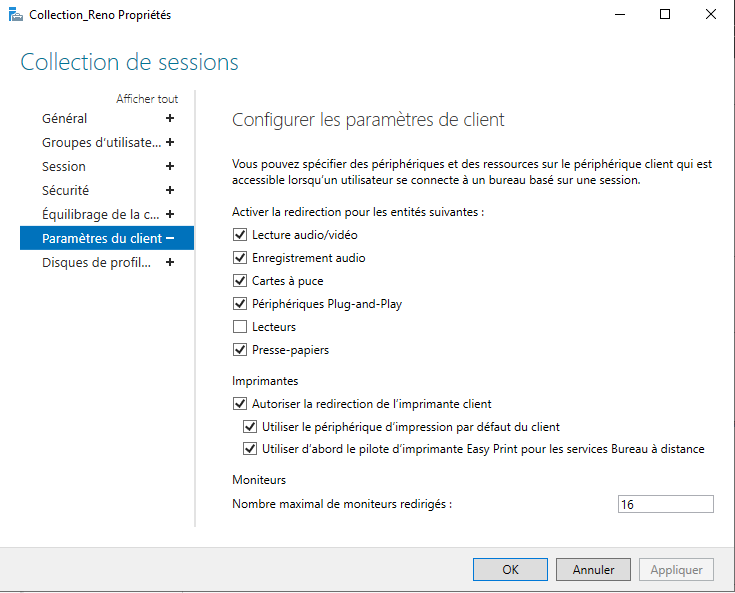 Collection_Reno Propriétés
Collection de sessions
Afficher tout
Général +
Groupes d'utilisate... +
Session +
Sécurité +
Équilibrage de la c... +
Paramètres du client –
Disques de profil... +
Configurer les paramètres de client
Vous pouvez spécifier des périphériques et des ressources sur le périphérique client qui est
accessible lorsqu'un utilisateur se connecte à un bureau basé sur une session.
Activer la redirection pour les entités suivantes :
Lecture audio/vidéo
Enregistrement audio
Cartes à puce
Périphériques Plug-and-Play
Lecteurs
Presse-papiers
Imprimantes
Autoriser la redirection de l'imprimante client
Utiliser le périphérique d'impression par défaut du client
Utiliser d'abord le pilote d'imprimante Easy Print pour les services Bureau à distance
Moniteurs
Nombre maximal de moniteurs redirigés : 16
OK Annuler Appliquer